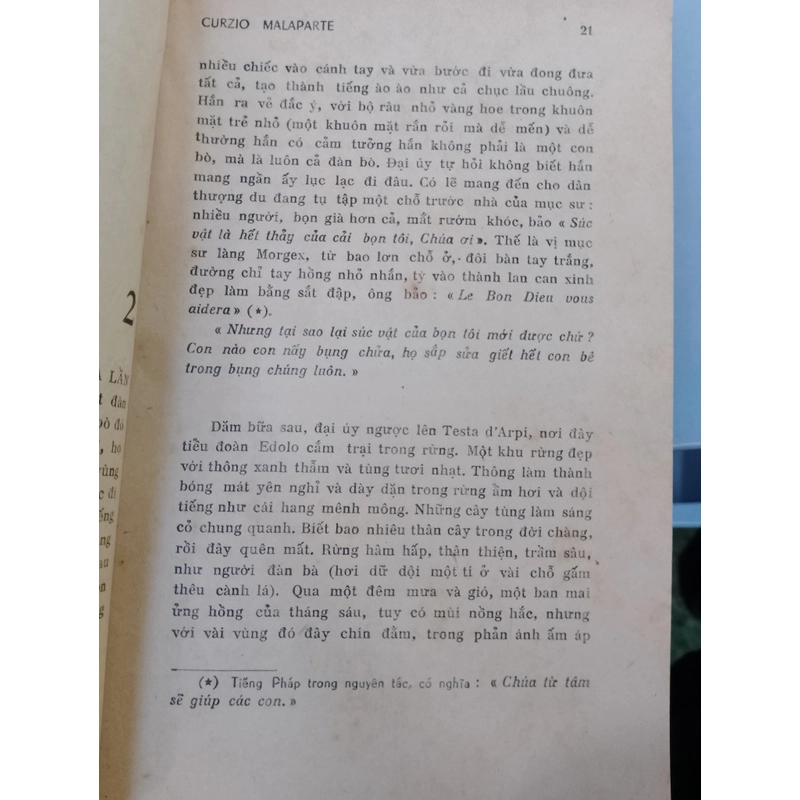 CURZIO MALAPARTE
21
nhiều chiếc vào cánh tay và vừa bước đi vừa đong đưa
tất cả, tạo thành tiếng ào ào như cả chục lầu chuông.
Hắn ra vẻ đắc ý, với bộ râu nhỏ vàng hoe trong khuôn
mặt trẻ nhỏ (một khuôn mặt rắn rỏi mà dễ mến) và dễ
thường hắn có cảm tưởng hắn không phải là một con
bò, mà là luôn cả đàn bò. Đại úy tự hỏi không biết hắn
mang ngần ấy lục lạc đi đâu. Có lẽ mang đến cho dân
thượng du đang tụ tập một chỗ trước nhà của mục sư :
nhiều người, bọn già hơn cả, mắt rướm khóc, bảo « Súc
vật là hết thảy của cải bọn tôi, Chúa ơi ». Thế là vị mục
sư làng Morgex, từ bao lơn chỗ ở, đôi bàn tay trắng,
đường chỉ tay hồng nhỏ nhắn, tỳ vào thành lan can xinh
đẹp làm bằng sắt đập, ông bảo : « Le Bon Dieu vous
aidera » (★).
« Nhưng tại sao lại súc vật của bọn tôi mới được chứ ?
Con nào con nấy bụng chửa, họ sắp sửa giết hết con bê
trong bụng chúng luôn. »
Dăm bữa sau, đại úy ngược lên Testa d'Arpi, nơi đây
tiểu đoàn Edolo cắm trại trong rừng. Một khu rừng đẹp
với thông xanh thẫm và tùng tươi nhạt. Thông làm thành
bóng mát yên nghỉ và dày dặn trong rừng ẩm hơi và dội
tiếng như cái hang mênh mông. Những cây tùng làm sáng
cỏ chung quanh. Biết bao nhiêu thân cây trong đời chàng,
rồi đây quên mất. Rừng hâm hấp, thân thiện, trầm sâu,
như người đàn bà (hơi dữ dội một tí ở vài chỗ gấm
thêu cành lá). Qua một đêm mưa và gió, một ban mai
ửng hồng của tháng sáu, tuy có mùi nồng hắc, nhưng
với vài vùng đó đây chín đẫm, trong phản ánh ấm áp
(★) Tiếng Pháp trong nguyên tác, có nghĩa : « Chúa từ tâm
sẽ giúp các con. »
2
LẦN
đàn
bò đó
, ho
vùng
đi